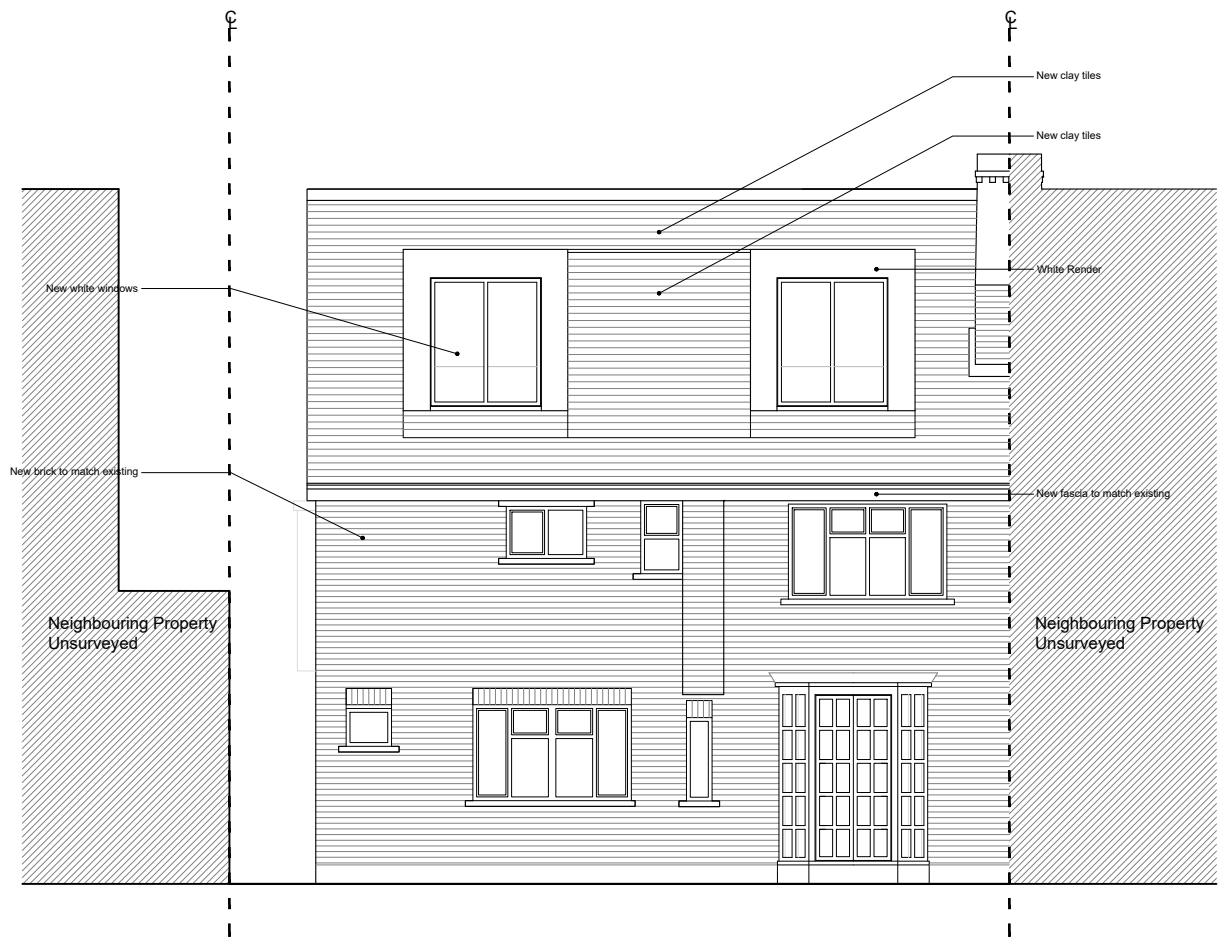 ℄
℄
New clay tiles
New clay tiles
White Render
New white windows
New brick to match existing
New fascia to match existing
Neighbouring Property
Unsurveyed
Neighbouring Property
Unsurveyed